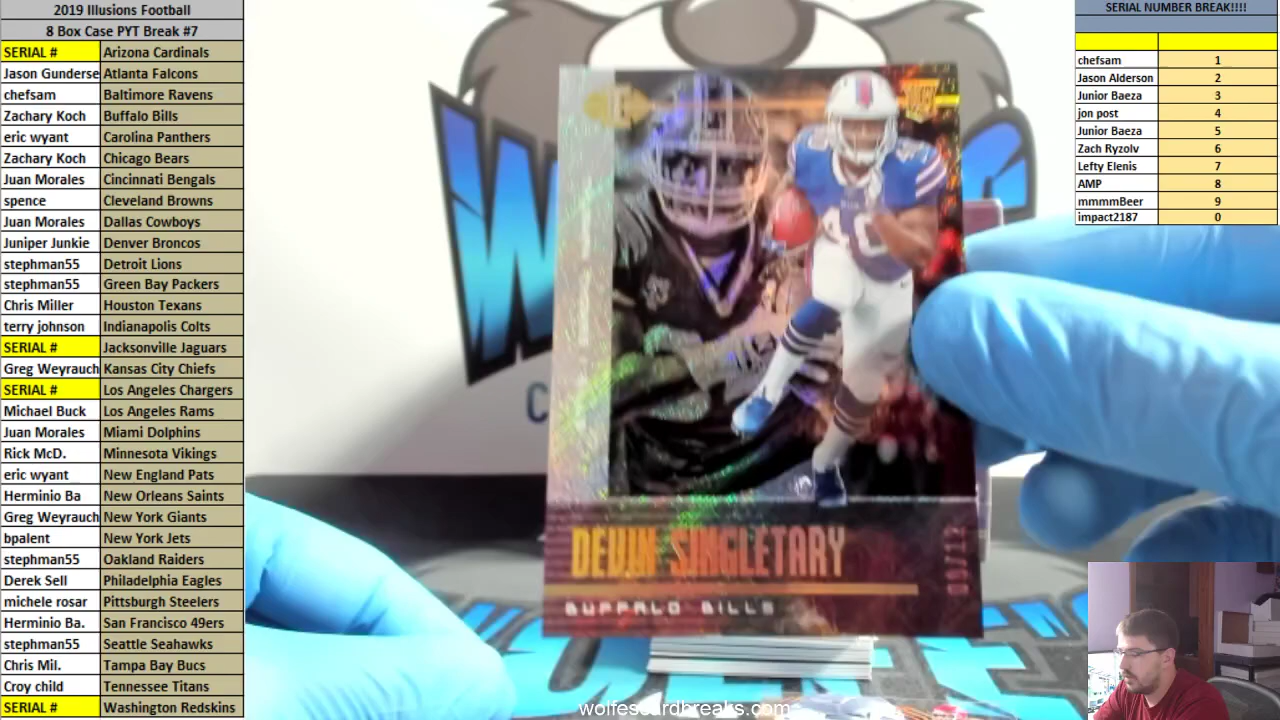 2019 Illusions Football
8 Box Case PYT Break #7
SERIAL # Arizona Cardinals
Jason Gunderse Atlanta Falcons
chefsam Baltimore Ravens
Zachary Koch Buffalo Bills
eric wyant Carolina Panthers
Zachary Koch Chicago Bears
Juan Morales Cincinnati Bengals
spence Cleveland Browns
Juan Morales Dallas Cowboys
Juniper Junkie Denver Broncos
stephman55 Detroit Lions
stephman55 Green Bay Packers
Chris Miller Houston Texans
terry johnson Indianapolis Colts
SERIAL # Jacksonville Jaguars
Greg Weyrauch Kansas City Chiefs
SERIAL # Los Angeles Chargers
Michael Buck Los Angeles Rams
Juan Morales Miami Dolphins
Rick McD. Minnesota Vikings
eric wyant New England Pats
Herminio Ba New Orleans Saints
Greg Weyrauch New York Giants
bpalent New York Jets
stephman55 Oakland Raiders
Derek Sell Philadelphia Eagles
michele rosar Pittsburgh Steelers
Herminio Ba. San Francisco 49ers
stephman55 Seattle Seahawks
Chris Mil. Tampa Bay Bucs
Croy child Tennessee Titans
SERIAL # Washington Redskins
DEVIN SINGLETARY
BUFFALO BILLS
wolfescardbreaks.com
SERIAL NUMBER BREAK!!!!
chefsam 1
Jason Alderson 2
Junior Baeza 3
jon post 4
Junior Baeza 5
Zach Ryzolv 6
Lefty Elenis 7
AMP 8
mmmmBeer 9
impact2187 0